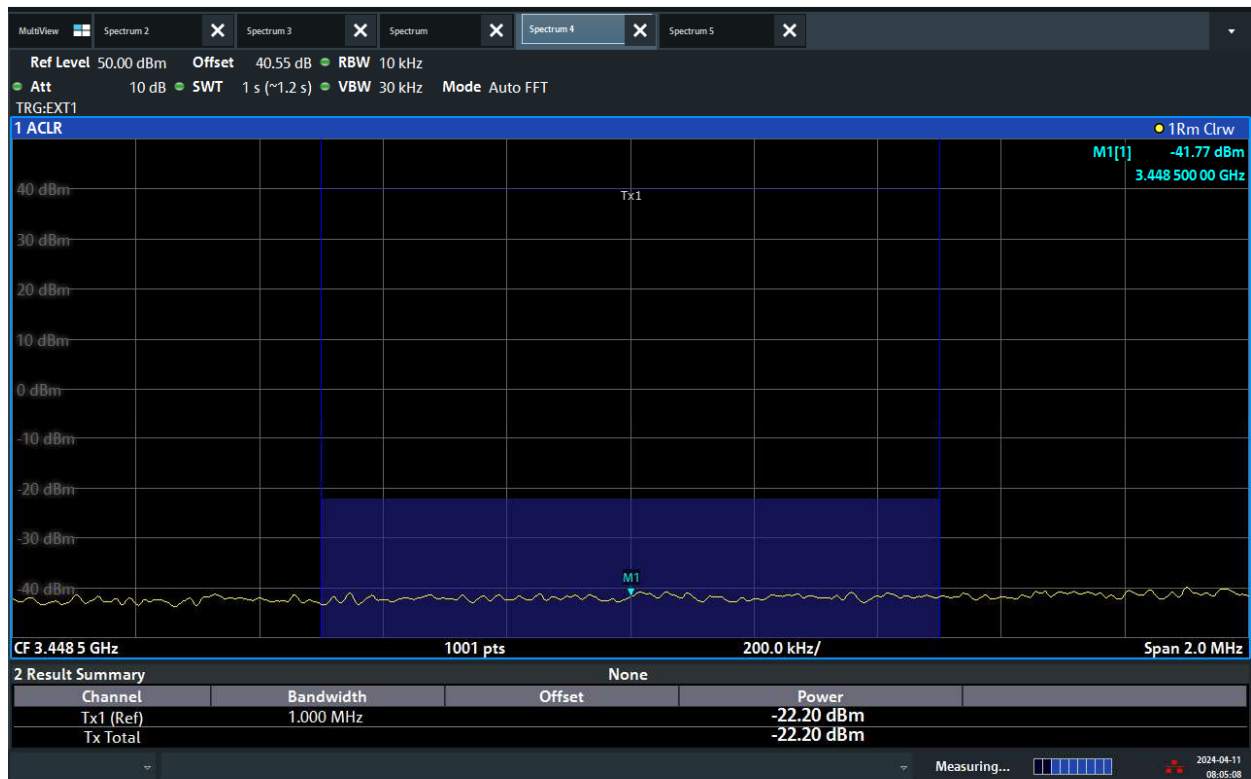 MultiView Spectrum 2 Spectrum 3 Spectrum Spectrum 4 Spectrum 5
Ref Level 50.00 dBm Offset 40.55 dB RBW 10 kHz
Att 10 dB SWT 1 s (~1.2 s) VBW 30 kHz Mode Auto FFT
TRG:EXT1
1 ACLR 1Rm Clrw
M1[1] -41.77 dBm
3.448 500 00 GHz
40 dBm
Tx1
30 dBm
20 dBm
10 dBm
0 dBm
-10 dBm
-20 dBm
-30 dBm
M1
-40 dBm
CF 3.448 5 GHz 1001 pts 200.0 kHz/ Span 2.0 MHz
2 Result Summary None
Channel Bandwidth Offset Power
Tx1 (Ref) 1.000 MHz -22.20 dBm
Tx Total -22.20 dBm
Measuring... 2024-04-11
08:05:08